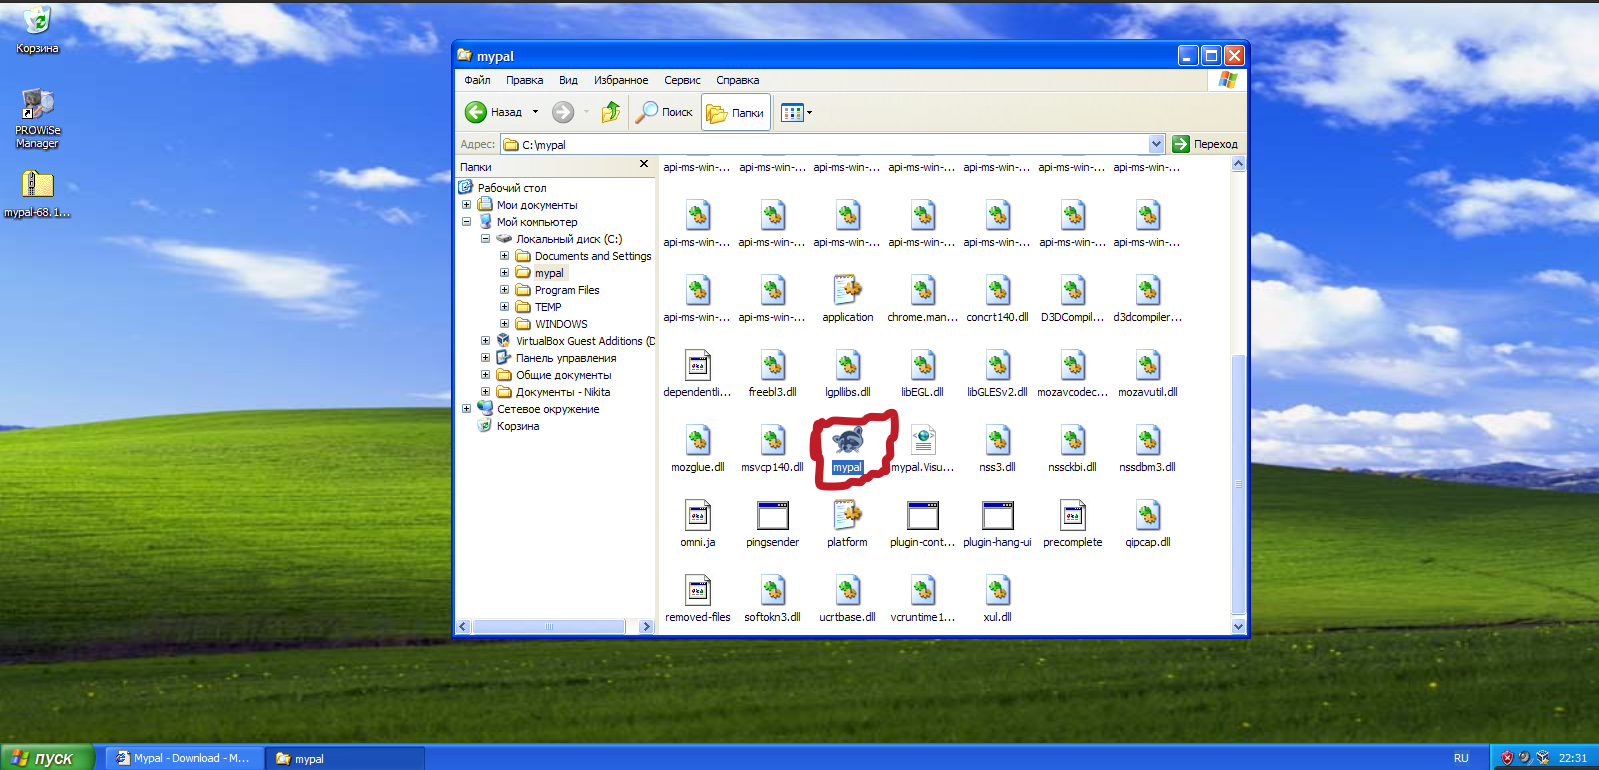 Корзина
PROWiSe
Manager
mypal-68.1...
mypal
Файл Правка Вид Избранное Сервис Справка
Назад Поиск Папки
Адрес: C:\mypal Переход
Папки
Рабочий стол
Мои документы
Мой компьютер
Локальный диск (C:)
Documents and Settings
mypal
Program Files
TEMP
WINDOWS
VirtualBox Guest Additions (D
Панель управления
Общие документы
Документы - Nikita
Сетевое окружение
Корзина
api-ms-win-... api-ms-win-... api-ms-win-... api-ms-win-... api-ms-win-... api-ms-win-... api-ms-win-...
api-ms-win-... api-ms-win-... api-ms-win-... api-ms-win-... api-ms-win-... api-ms-win-... api-ms-win-...
api-ms-win-... api-ms-win-... application chrome.man... concrt140.dll D3DCompil... d3dcompiler...
dependentli... freebl3.dll lgpllibs.dll libEGL.dll libGLESv2.dll mozavcodec... mozavutil.dll
mozglue.dll msvcp140.dll mypal mypal.Visu... nss3.dll nssckbi.dll nssdbm3.dll
omni.ja pingsender platform plugin-cont... plugin-hang-ui precomplete qipcap.dll
removed-files softokn3.dll ucrtbase.dll vcruntime1... xul.dll
пуск Mypal - Download - M... mypal RU 22:31